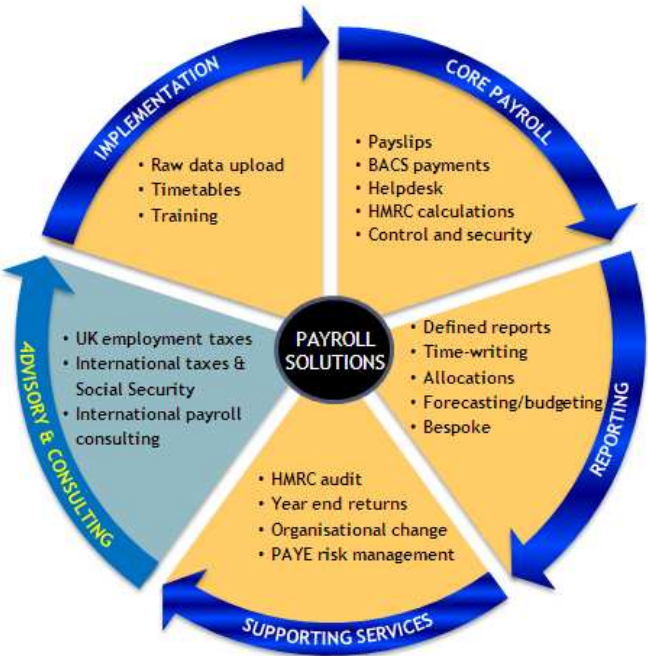 IMPLEMENTATION
• Raw data upload
• Timetables
• Training
CORE PAYROLL
• Payslips
• BACS payments
• Helpdesk
• HMRC calculations
• Control and security
REPORTING
• Defined reports
• Time-writing
• Allocations
• Forecasting/budgeting
• Bespoke
SUPPORTING SERVICES
• HMRC audit
• Year end returns
• Organisational change
• PAYE risk management
ADVISORY & CONSULTING
• UK employment taxes
• International taxes &
Social Security
• International payroll
consulting
PAYROLL
SOLUTIONS